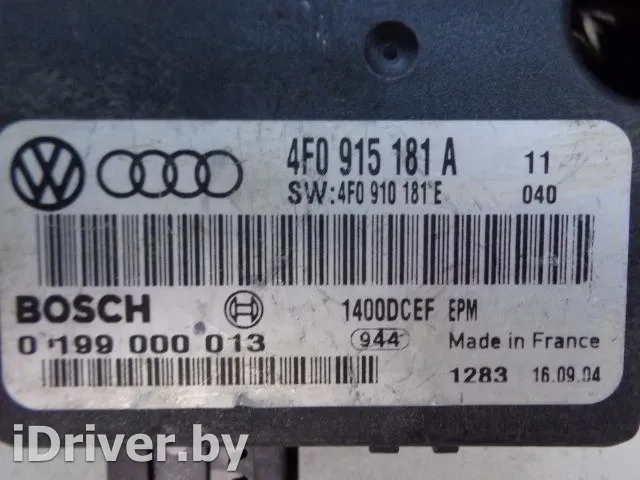 4F0 915 181 A 11
SW:4F0 910 181 E 040
BOSCH 1400DCEF EPM
0 199 000 013 944 Made in France
1283 16.09.04
iDriver.by